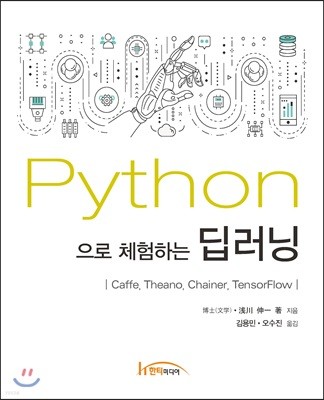 Python
으로 체험하는 딥러닝
| Caffe, Theano, Chainer, TensorFlow |
博士(文学)・浅川 伸一 著 지음
김용민・오수진 옮김
한티미디어